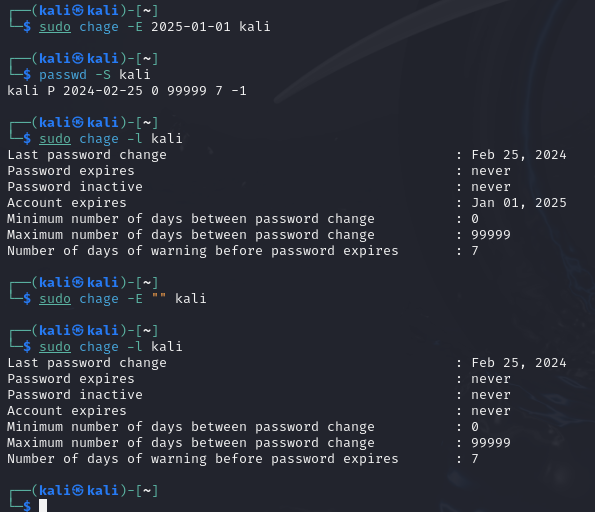 ┌──(kali㉿kali)-[~]
└─$ sudo chage -E 2025-01-01 kali
┌──(kali㉿kali)-[~]
└─$ passwd -S kali
kali P 2024-02-25 0 99999 7 -1
┌──(kali㉿kali)-[~]
└─$ sudo chage -l kali
Last password change : Feb 25, 2024
Password expires : never
Password inactive : never
Account expires : Jan 01, 2025
Minimum number of days between password change : 0
Maximum number of days between password change : 99999
Number of days of warning before password expires : 7
┌──(kali㉿kali)-[~]
└─$ sudo chage -E "" kali
┌──(kali㉿kali)-[~]
└─$ sudo chage -l kali
Last password change : Feb 25, 2024
Password expires : never
Password inactive : never
Account expires : never
Minimum number of days between password change : 0
Maximum number of days between password change : 99999
Number of days of warning before password expires : 7
┌──(kali㉿kali)-[~]
└─$